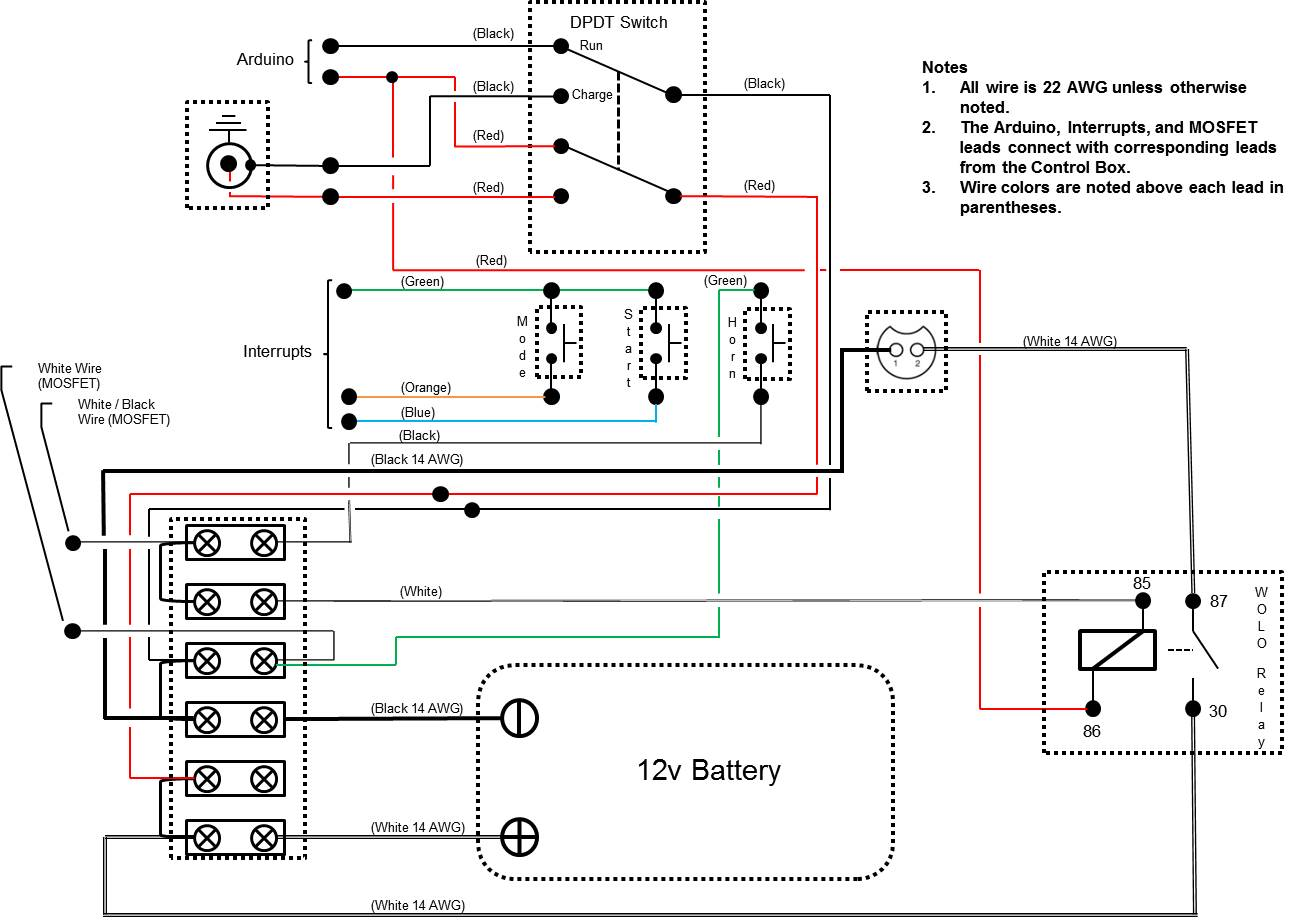 DPDT Switch
(Black)
Run
Arduino
(Black)
Charge
(Black)
(Red)
(Red)
(Red)
Notes
1. All wire is 22 AWG unless otherwise
noted.
2. The Arduino, Interrupts, and MOSFET
leads connect with corresponding leads
from the Control Box.
3. Wire colors are noted above each lead in
parentheses.
(Red)
(Green)
(Green)
Mode
Start
Horn
Interrupts
1 2
(White 14 AWG)
White Wire
(MOSFET)
White / Black
Wire (MOSFET)
(Orange)
(Blue)
(Black)
(Black 14 AWG)
(White)
85
87
WOLO Relay
86
30
(Black 14 AWG)
12v Battery
(White 14 AWG)
(White 14 AWG)